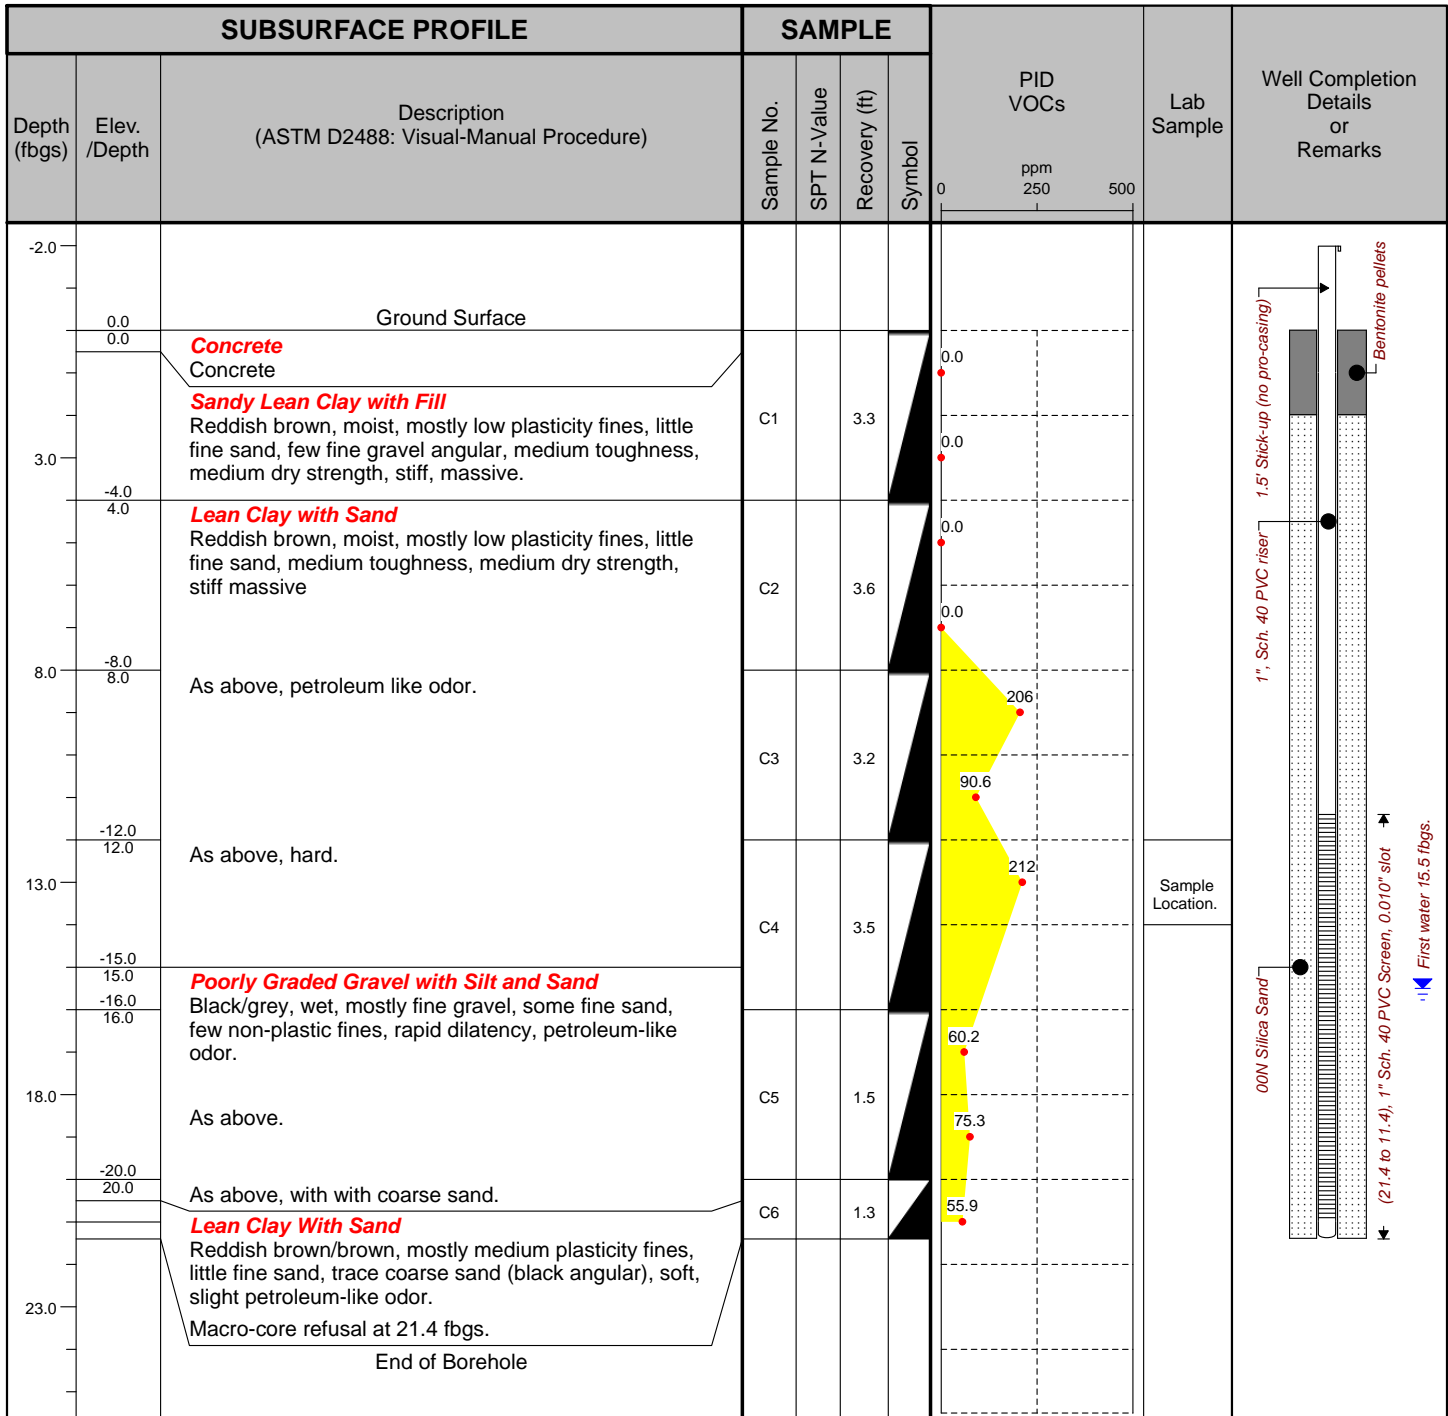 SUBSURFACE PROFILE
SAMPLE
Depth
(fbgs)
Elev.
/Depth
Description
(ASTM D2488: Visual-Manual Procedure)
Sample No.
SPT N-Value
Recovery (ft)
Symbol
PID
VOCs
ppm
0 250 500
Lab
Sample
Well Completion
Details
or
Remarks
-2.0
0.0
Ground Surface
0.0
Concrete
Concrete
0.0
Sandy Lean Clay with Fill
Reddish brown, moist, mostly low plasticity fines, little
fine sand, few fine gravel angular, medium toughness,
medium dry strength, stiff, massive.
C1
3.3
0.0
3.0
-4.0
4.0
Lean Clay with Sand
Reddish brown, moist, mostly low plasticity fines, little
fine sand, medium toughness, medium dry strength,
stiff massive
0.0
C2
3.6
0.0
8.0
-8.0
8.0
As above, petroleum like odor.
206
C3
3.2
90.6
-12.0
12.0
As above, hard.
13.0
212
Sample
Location.
C4
3.5
-15.0
15.0
Poorly Graded Gravel with Silt and Sand
Black/grey, wet, mostly fine gravel, some fine sand,
few non-plastic fines, rapid dilatency, petroleum-like
odor.
-16.0
16.0
60.2
18.0
C5
1.5
As above.
75.3
-20.0
20.0
As above, with with coarse sand.
C6
1.3
55.9
Lean Clay With Sand
Reddish brown/brown, mostly medium plasticity fines,
little fine sand, trace coarse sand (black angular), soft,
slight petroleum-like odor.
23.0
Macro-core refusal at 21.4 fbgs.
End of Borehole
1.5' Stick-up (no pro-casing)
Bentonite pellets
1", Sch. 40 PVC riser
00N Silica Sand
(21.4 to 11.4), 1" Sch. 40 PVC Screen, 0.010" slot
First water 15.5 fbgs.